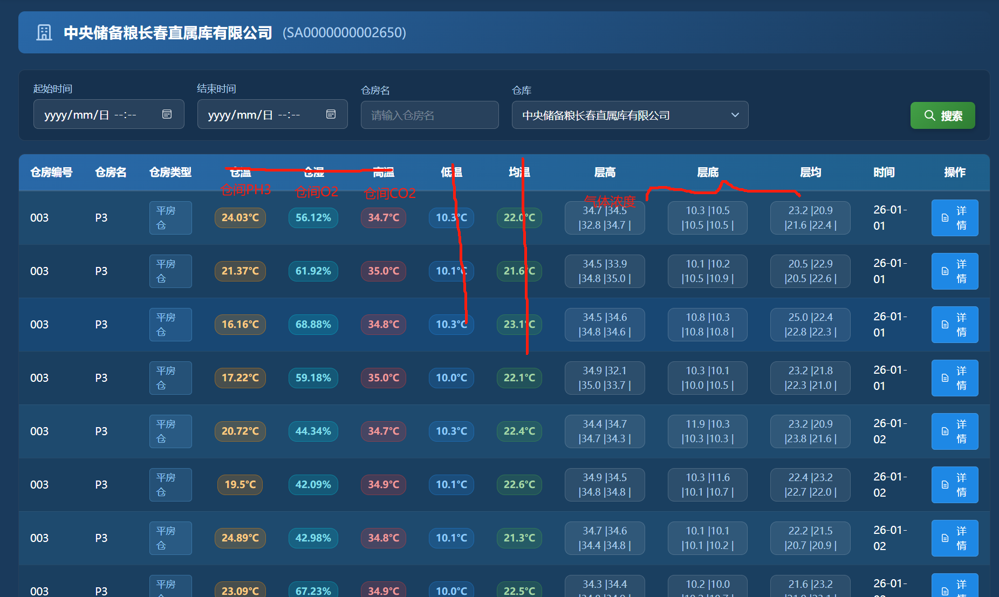 中央储备粮长春直属库有限公司 (SA0000000002650)
起始时间 结束时间 仓房名 仓库
yyyy/mm/日 --:-- yyyy/mm/日 --:-- 请输入仓房名 中央储备粮长春直属库有限公司 搜索
仓房编号 仓房名 仓房类型 仓温 仓湿 高温 低温 均温 层高 层底 层均 时间 操作
仓间PH3 仓间O2 仓间CO2 气体浓度
003 P3 平房仓 24.03°C 56.12% 34.7°C 10.3°C 22.0°C 34.7 |34.5 |32.8 |34.7 | 10.3 |10.5 |10.5 |10.5 | 23.2 |20.9 |21.6 |22.4 | 26-01-01 详情
003 P3 平房仓 21.37°C 61.92% 35.0°C 10.1°C 21.6°C 34.5 |33.9 |34.8 |35.0 | 10.1 |10.2 |10.5 |10.9 | 20.5 |22.9 |20.5 |22.6 | 26-01-01 详情
003 P3 平房仓 16.16°C 68.88% 34.8°C 10.3°C 23.1°C 34.5 |34.6 |34.8 |34.6 | 10.8 |10.3 |10.8 |10.8 | 25.0 |22.4 |22.8 |22.3 | 26-01-01 详情
003 P3 平房仓 17.22°C 59.18% 35.0°C 10.0°C 22.1°C 34.9 |32.1 |35.0 |33.7 | 10.3 |10.1 |10.0 |10.5 | 23.2 |21.8 |22.3 |21.0 | 26-01-01 详情
003 P3 平房仓 20.72°C 44.34% 34.7°C 10.3°C 22.4°C 34.4 |34.7 |34.7 |34.3 | 11.9 |10.3 |10.3 |10.3 | 23.2 |20.9 |23.8 |21.6 | 26-01-02 详情
003 P3 平房仓 19.5°C 42.09% 34.9°C 10.1°C 22.6°C 34.9 |34.5 |34.8 |34.8 | 10.3 |11.6 |10.1 |10.7 | 22.4 |23.2 |22.7 |22.0 | 26-01-02 详情
003 P3 平房仓 24.89°C 42.98% 34.8°C 10.1°C 21.3°C 34.7 |34.6 |34.4 |34.8 | 10.1 |10.1 |10.1 |10.2 | 22.2 |21.5 |20.7 |20.9 | 26-01-02 详情
003 P3 平房 23.09°C 67.23% 34.9°C 10.0°C 22.5°C 34.3 |34.4 10.2 |10.0 21.6 |23.2 26-01- 详